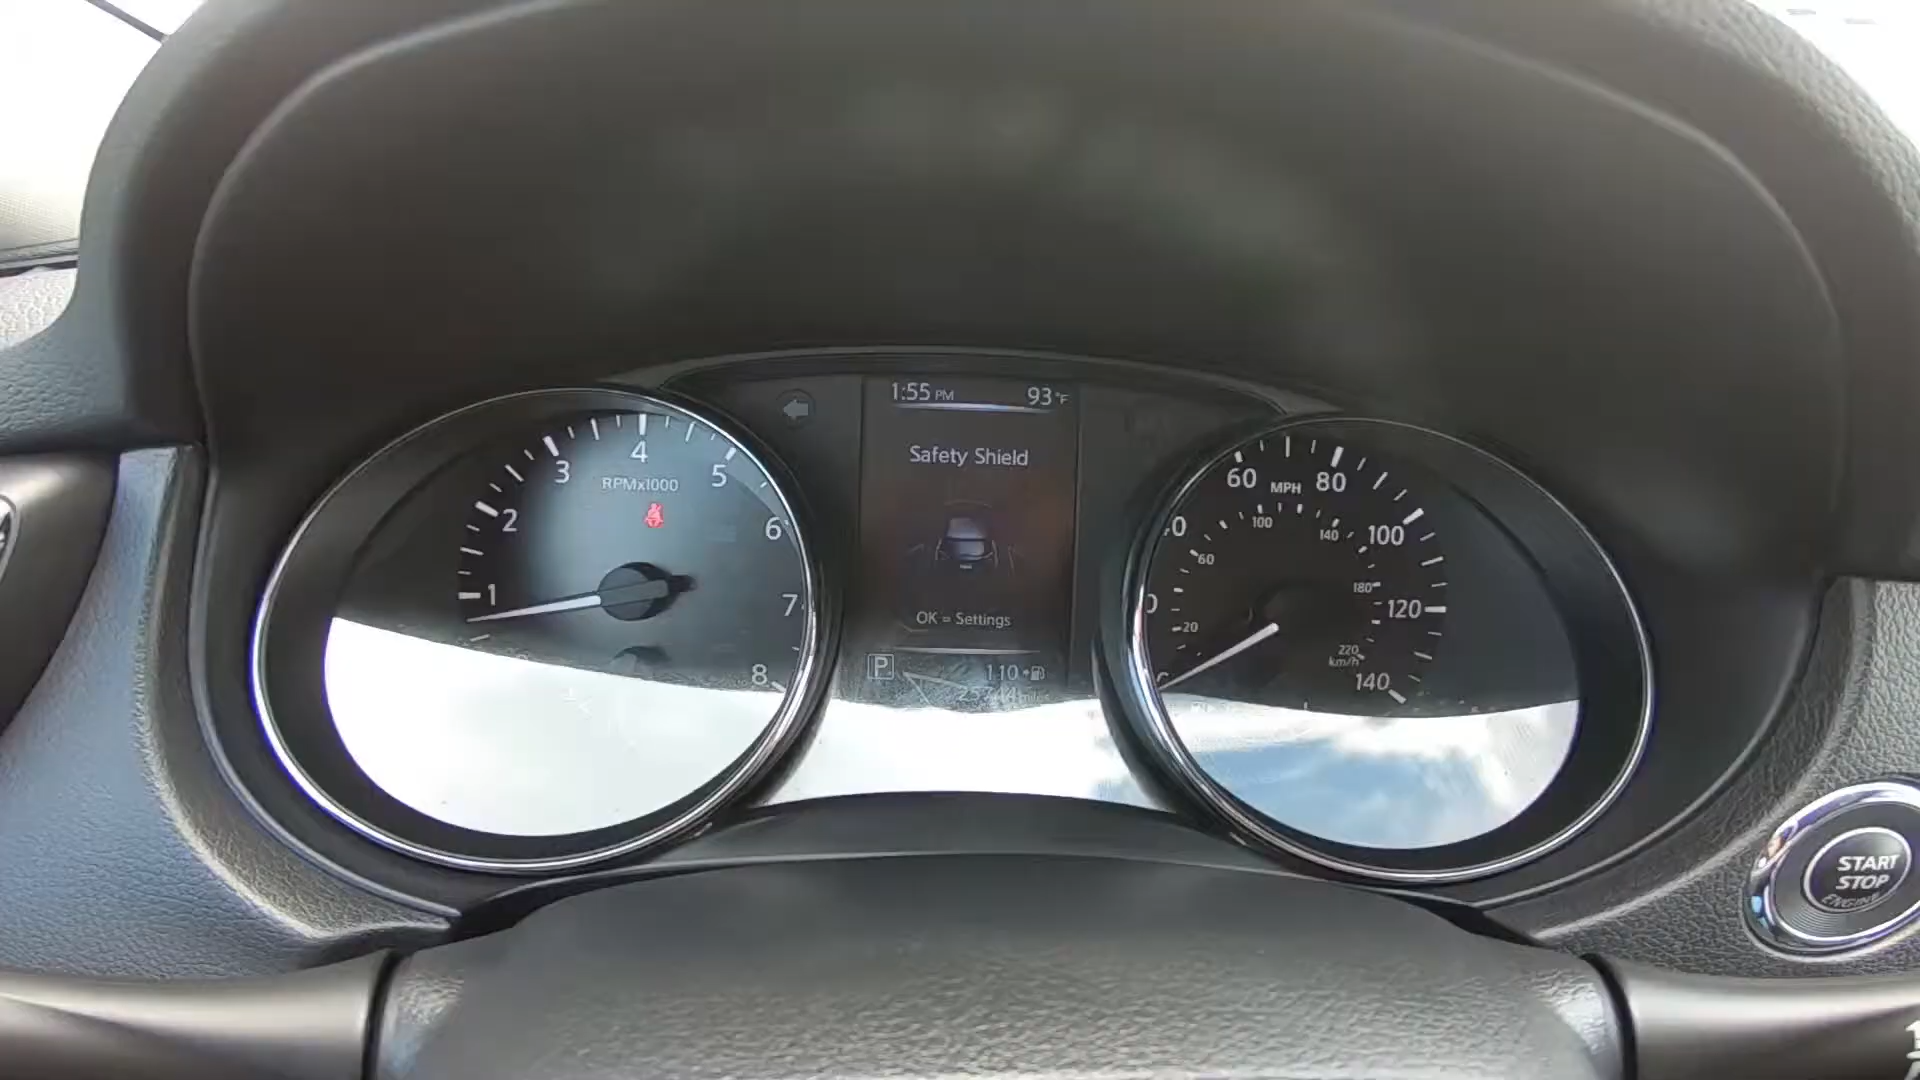 1:55 PM 93°F
Safety Shield
OK = Settings
P 110
miles
1 2 3 4 5 6 7 8
RPMx1000
60 80 100 120 140
MPH
20 60 100 140 180 220
km/h
START
STOP
ENGINE